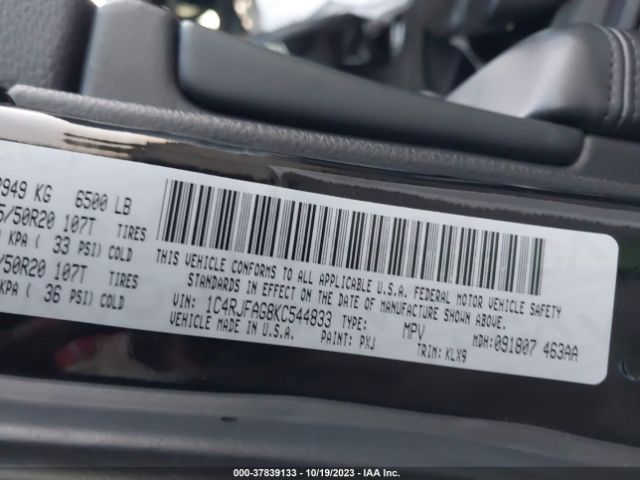 2949 KG 6500 LB
5/50R20 107T TIRES
KPA ( 33 PSI) COLD
/50R20 107T TIRES
KPA ( 36 PSI) COLD
THIS VEHICLE CONFORMS TO ALL APPLICABLE U.S.A. FEDERAL MOTOR VEHICLE SAFETY
STANDARDS IN EFFECT ON THE DATE OF MANUFACTURE SHOWN ABOVE.
VIN: 1C4RJFAG8KC544833 TYPE: MPV MDH: 091807 463AA
VEHICLE MADE IN U.S.A. PAINT: PXJ TRIM: KLX9
000-37839133 - 10/19/2023 - IAA Inc.